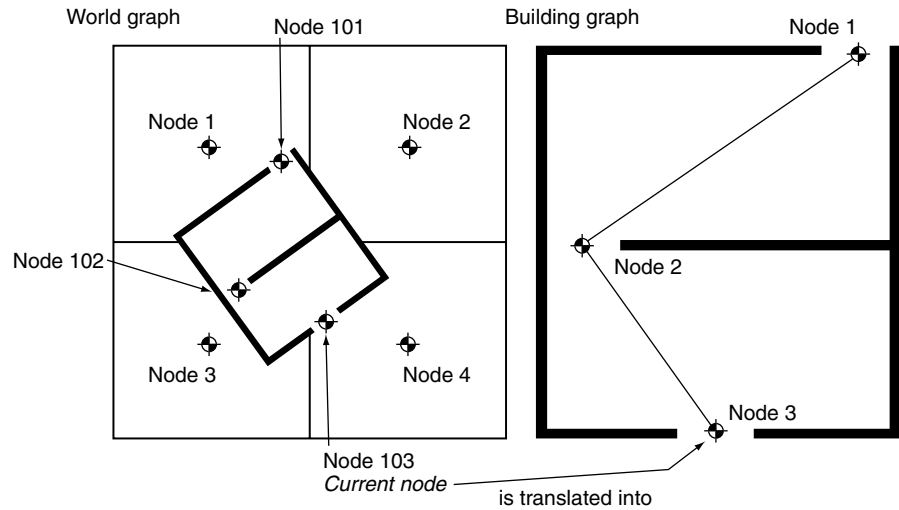 World graph
Node 101
Building graph
Node 1
Node 1
Node 2
Node 102
Node 2
Node 3
Node 4
Node 3
Node 103
Current node
is translated into